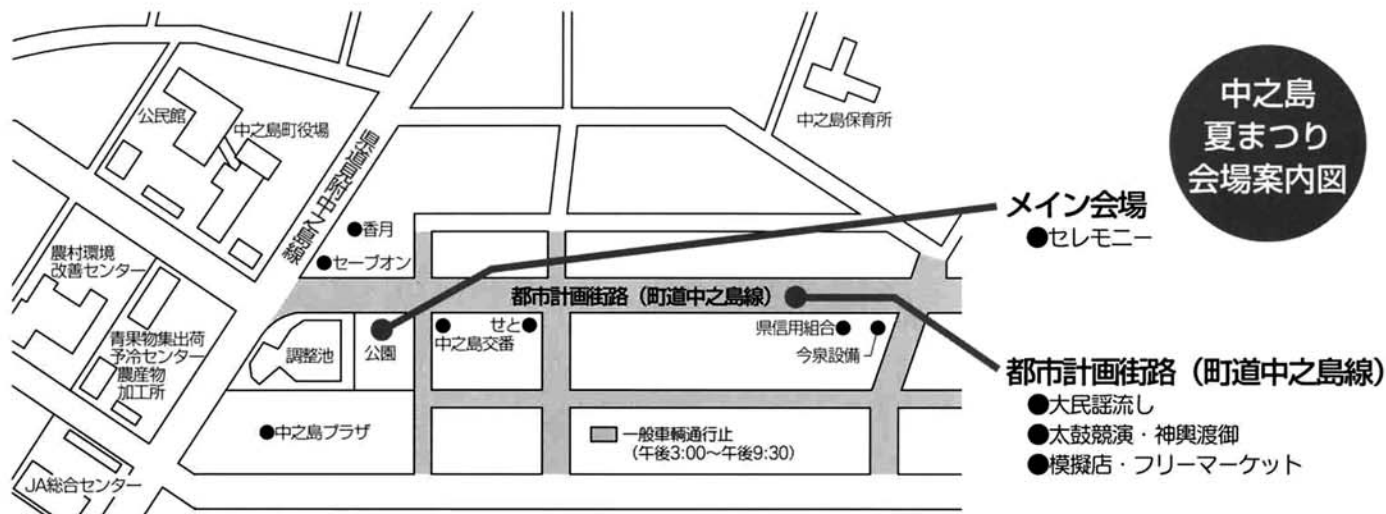 中之島
夏まつり
会場案内図
公民館
中之島町役場
県道見附中之島線
中之島保育所
メイン会場
●セレモニー
●香月
●セーブオン
農村環境
改善センター
都市計画街路（町道中之島線）
青果物集出荷
予冷センター
農産物
加工所
調整池
公園
中之島交番
せと●
県信用組合●
今泉設備
都市計画街路（町道中之島線）
●大民謡流し
●太鼓競演・神輿渡御
●模擬店・フリーマーケット
●中之島プラザ
一般車輌通行止
（午後3:00～午後9:30）
JA総合センター